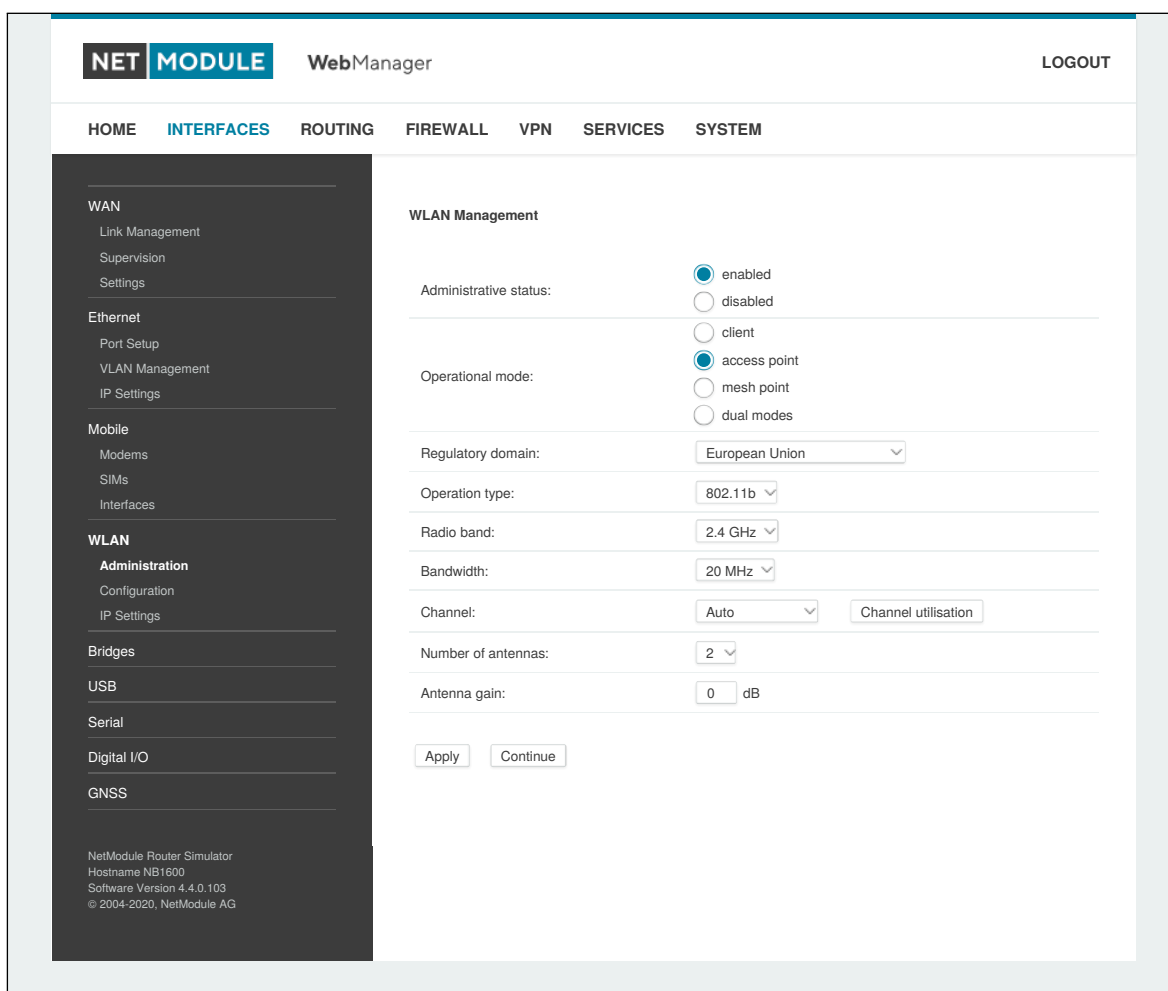 NET MODULE WebManager LOGOUT
HOME INTERFACES ROUTING FIREWALL VPN SERVICES SYSTEM
WAN
Link Management
Supervision
Settings
Ethernet
Port Setup
VLAN Management
IP Settings
Mobile
Modems
SIMs
Interfaces
WLAN
Administration
Configuration
IP Settings
Bridges
USB
Serial
Digital I/O
GNSS
NetModule Router Simulator
Hostname NB1600
Software Version 4.4.0.103
© 2004-2020, NetModule AG
WLAN Management
Administrative status:
enabled
disabled
Operational mode:
client
access point
mesh point
dual modes
Regulatory domain: European Union
Operation type: 802.11b
Radio band: 2.4 GHz
Bandwidth: 20 MHz
Channel: Auto Channel utilisation
Number of antennas: 2
Antenna gain: 0 dB
Apply Continue